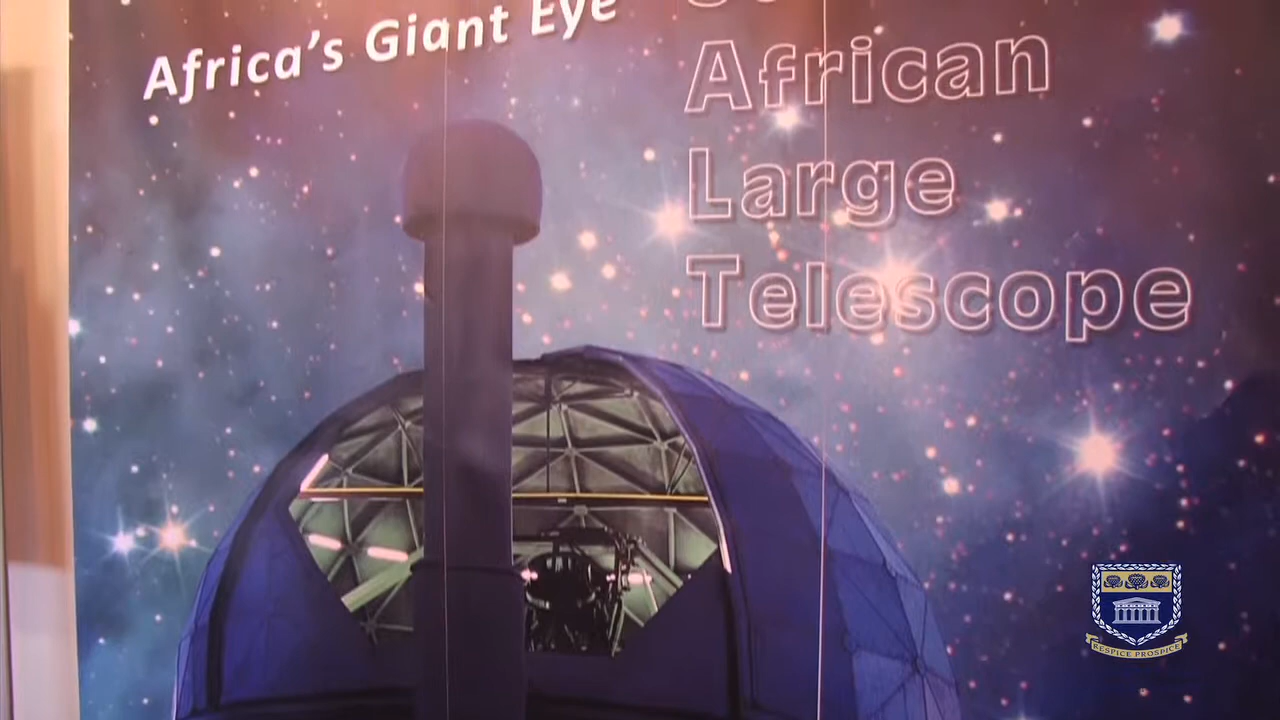 Africa's Giant Eye
African
Large
Telescope
RESPICE PROSPICE